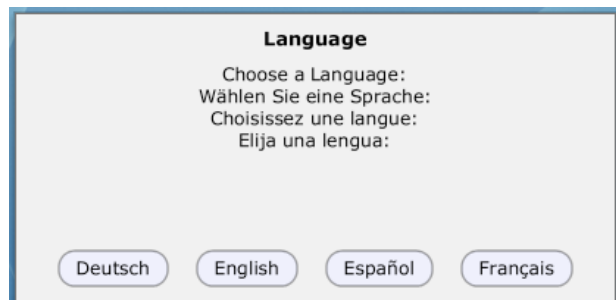 Language
Choose a Language:
Wählen Sie eine Sprache:
Choisissez une langue:
Elija una lengua:
Deutsch English Español Français